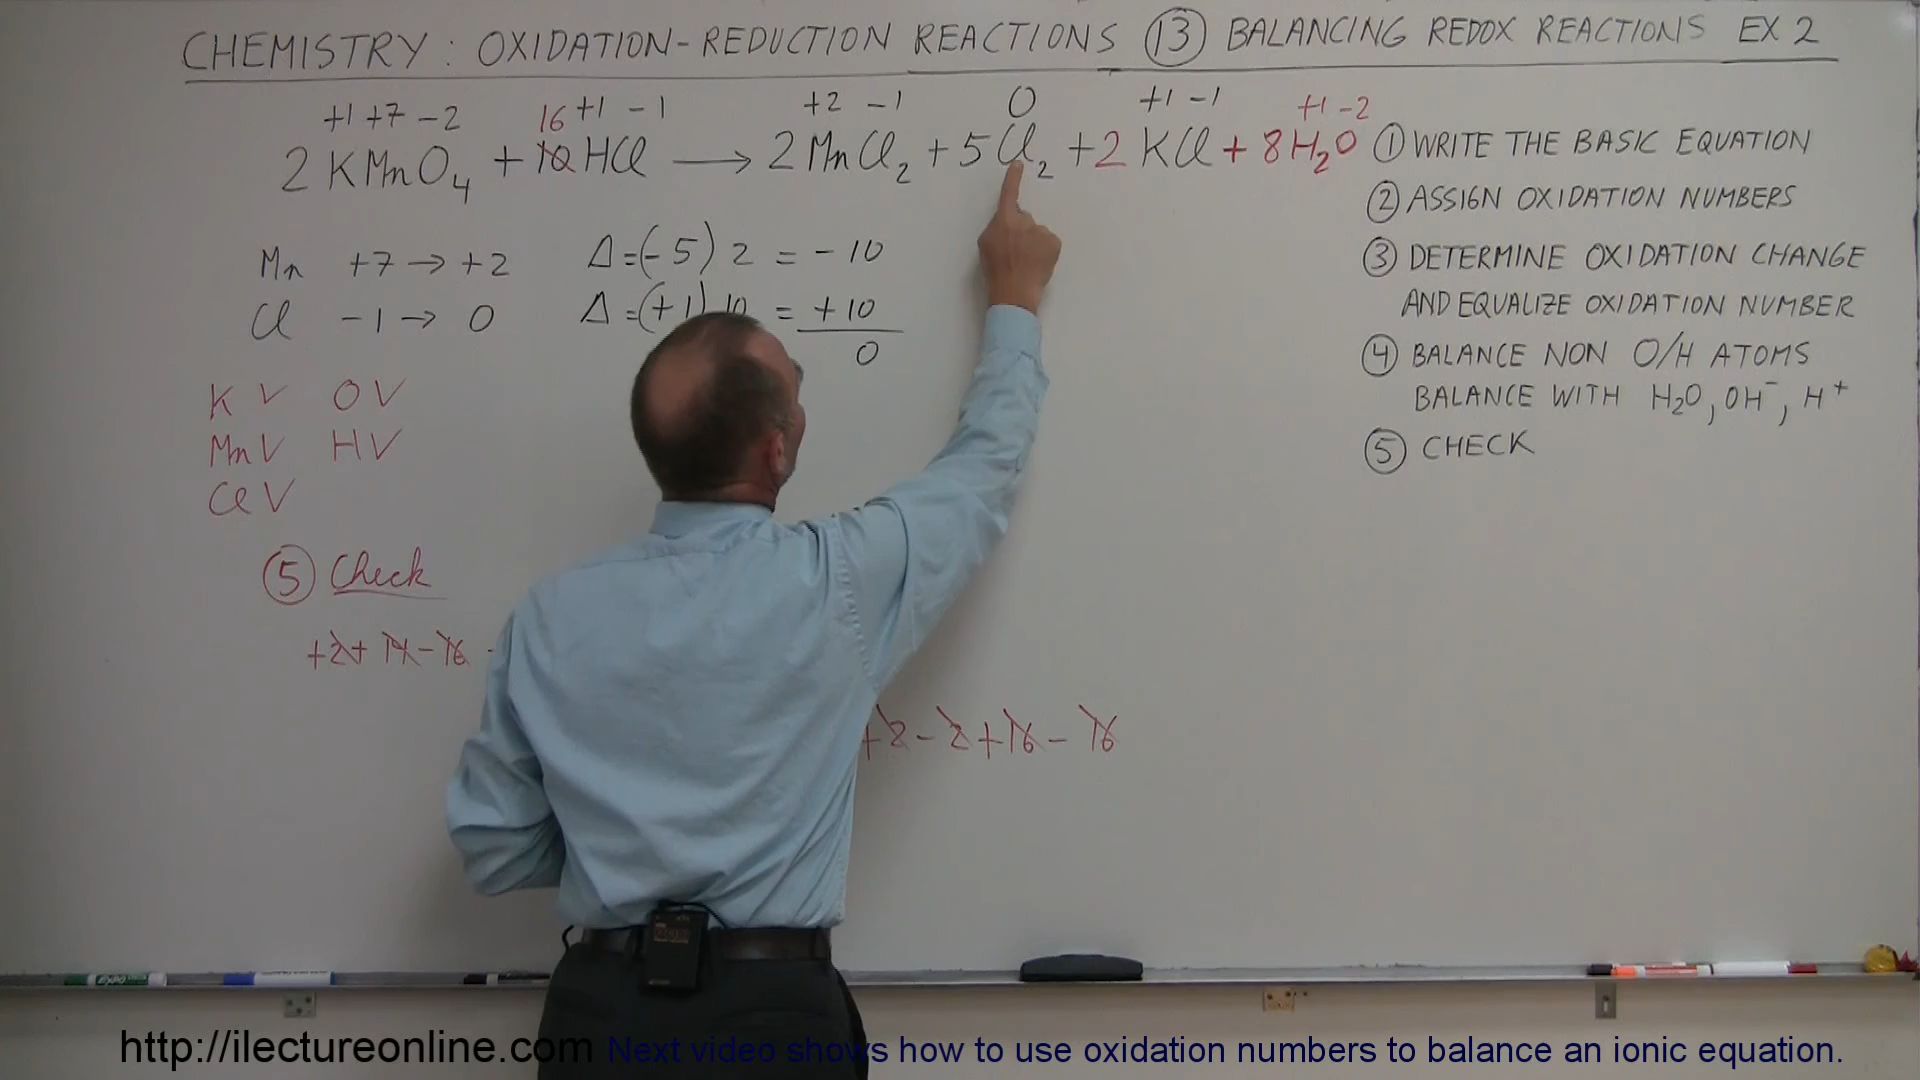 CHEMISTRY: OXIDATION-REDUCTION REACTIONS ⑬ BALANCING REDOX REACTIONS EX 2
+1 +7 -2 16 +1 -1 +2 -1 0 +1 -1 +1 -2
2 KMnO₄ + 10 HCl → 2 MnCl₂ + 5 Cl₂ + 2 KCl + 8 H₂O
Mn +7 → +2 Δ=(-5) 2 = -10
Cl -1 → 0 Δ=(+1) 10 = +10
0
K V O V
Mn V H V
Cl V
⑤ Check
+2+ 14 - 16 -
+2 - 2 + 16 - 16
① WRITE THE BASIC EQUATION
② ASSIGN OXIDATION NUMBERS
③ DETERMINE OXIDATION CHANGE
AND EQUALIZE OXIDATION NUMBER
④ BALANCE NON O/H ATOMS
BALANCE WITH H₂O, OH⁻, H⁺
⑤ CHECK
http://ilectureonline.com Next video shows how to use oxidation numbers to balance an ionic equation.